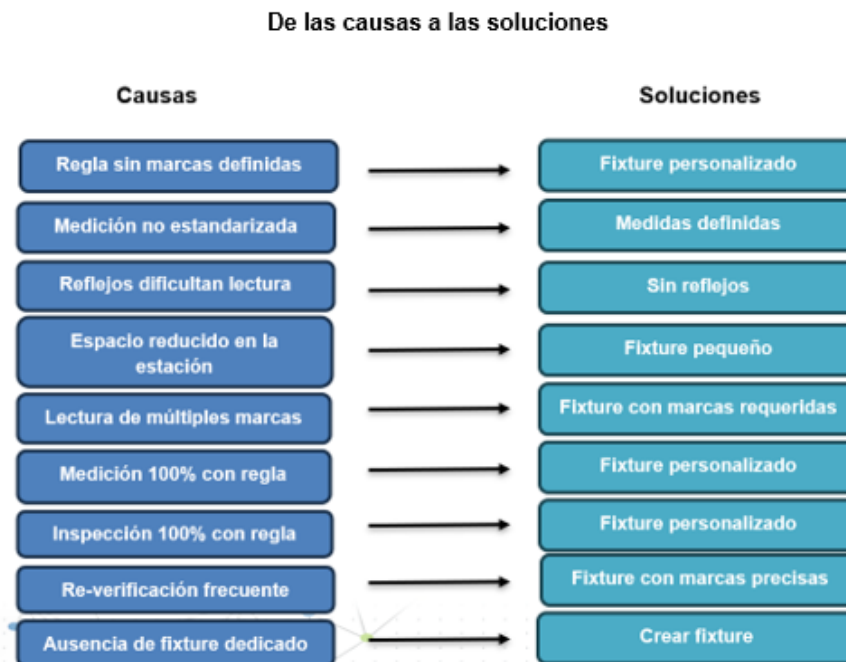 De las causas a las soluciones
Causas
Soluciones
Regla sin marcas definidas
Fixture personalizado
Medición no estandarizada
Medidas definidas
Reflejos dificultan lectura
Sin reflejos
Espacio reducido en la
estación
Fixture pequeño
Lectura de múltiples marcas
Fixture con marcas requeridas
Medición 100% con regla
Fixture personalizado
Inspección 100% con regla
Fixture personalizado
Re-verificación frecuente
Fixture con marcas precisas
Ausencia de fixture dedicado
Crear fixture